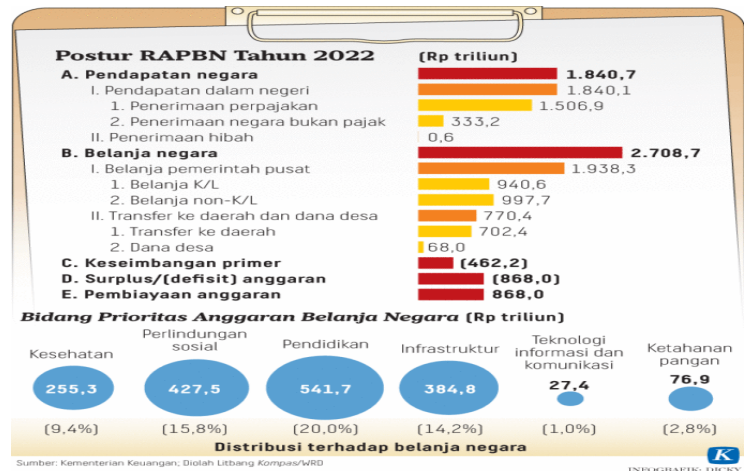 Postur RAPBN Tahun 2022 (Rp triliun)
A. Pendapatan negara 1.840,7
I. Pendapatan dalam negeri 1.840,1
1. Penerimaan perpajakan 1.506,9
2. Penerimaan negara bukan pajak 333,2
II. Penerimaan hibah 0,6
B. Belanja negara 2.708,7
I. Belanja pemerintah pusat 1.938,3
1. Belanja K/L 940,6
2. Belanja non-K/L 997,7
II. Transfer ke daerah dan dana desa 770,4
1. Transfer ke daerah 702,4
2. Dana desa 68,0
C. Keseimbangan primer (462,2)
D. Surplus/(defisit) anggaran (868,0)
E. Pembiayaan anggaran 868,0
Bidang Prioritas Anggaran Belanja Negara (Rp triliun)
Kesehatan
255,3
(9,4%)
Perlindungan
sosial
427,5
(15,8%)
Pendidikan
541,7
(20,0%)
Infrastruktur
384,8
(14,2%)
Teknologi
informasi dan
komunikasi
27,4
(1,0%)
Ketahanan
pangan
76,9
(2,8%)
Distribusi terhadap belanja negara
Sumber: Kementerian Keuangan; Diolah Litbang Kompas/WRD
K
INFOGRAFIK: DICKY